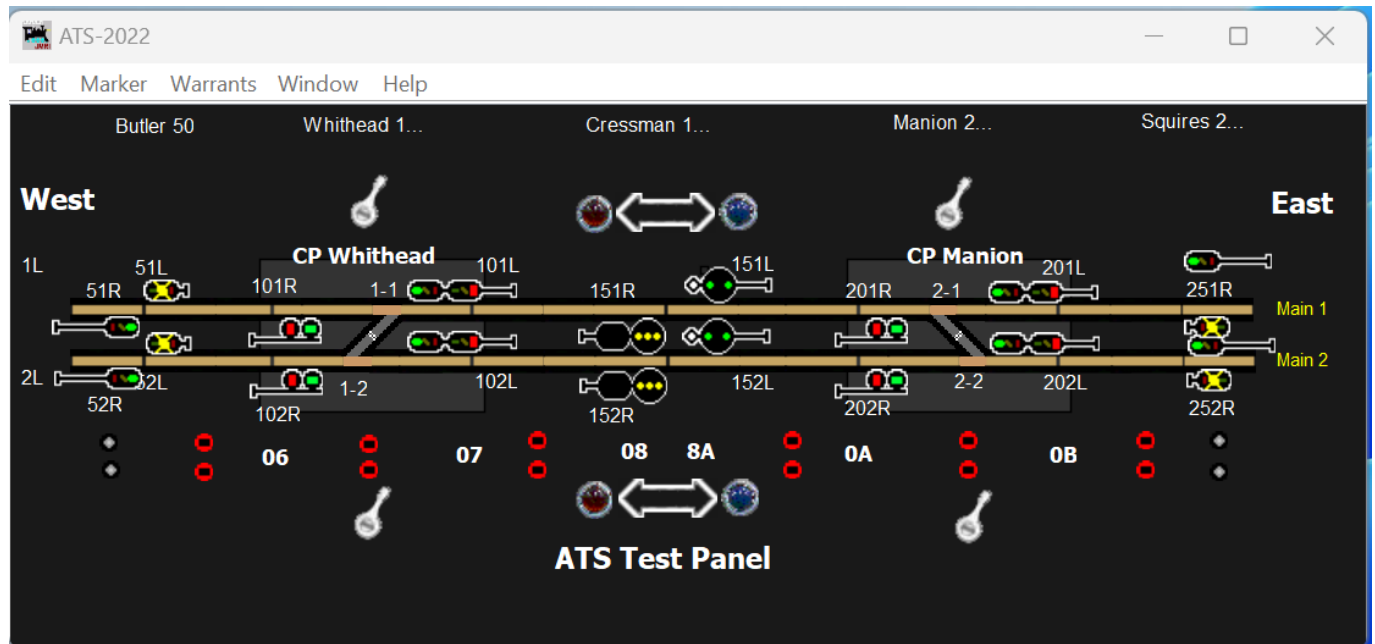 ATS-2022
Edit Marker Warrants Window Help
Butler 50 Whithead 1... Cressman 1... Manion 2... Squires 2...
West East
CP Whithead CP Manion
1L 51L 101L 151L 201L
51R 101R 1-1 151R 201R 2-1 251R
Main 1
Main 2
2L 52L 1-2 102L 152L 2-2 202L
52R 102R 152R 202R 252R
06 07 08 8A 0A 0B
ATS Test Panel